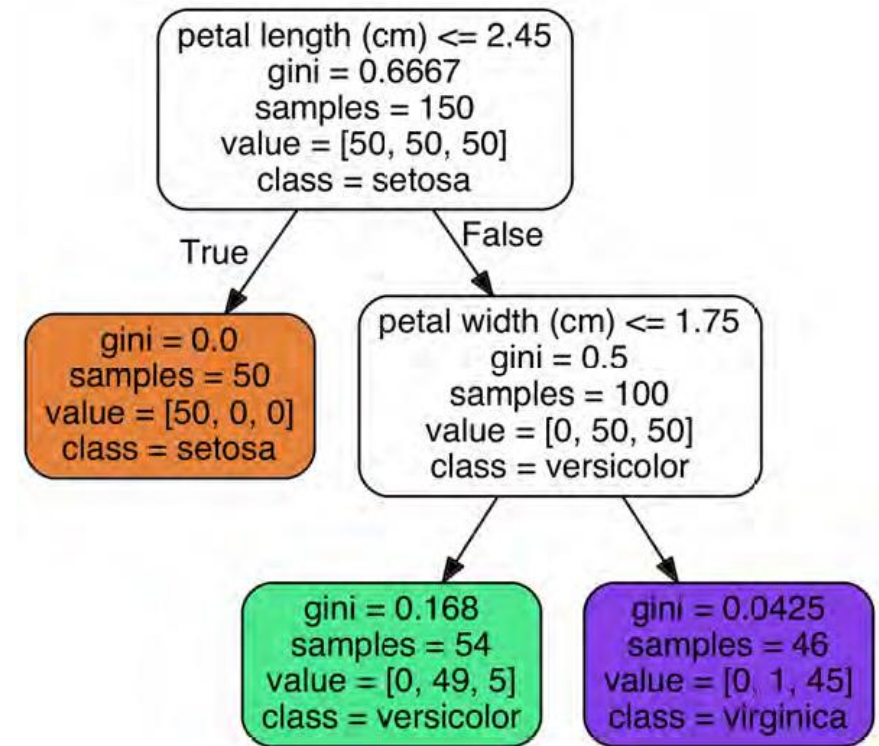 petal length (cm) <= 2.45
gini = 0.6667
samples = 150
value = [50, 50, 50]
class = setosa
True
False
gini = 0.0
samples = 50
value = [50, 0, 0]
class = setosa
petal width (cm) <= 1.75
gini = 0.5
samples = 100
value = [0, 50, 50]
class = versicolor
gini = 0.168
samples = 54
value = [0, 49, 5]
class = versicolor
gini = 0.0425
samples = 46
value = [0, 1, 45]
class = virginica